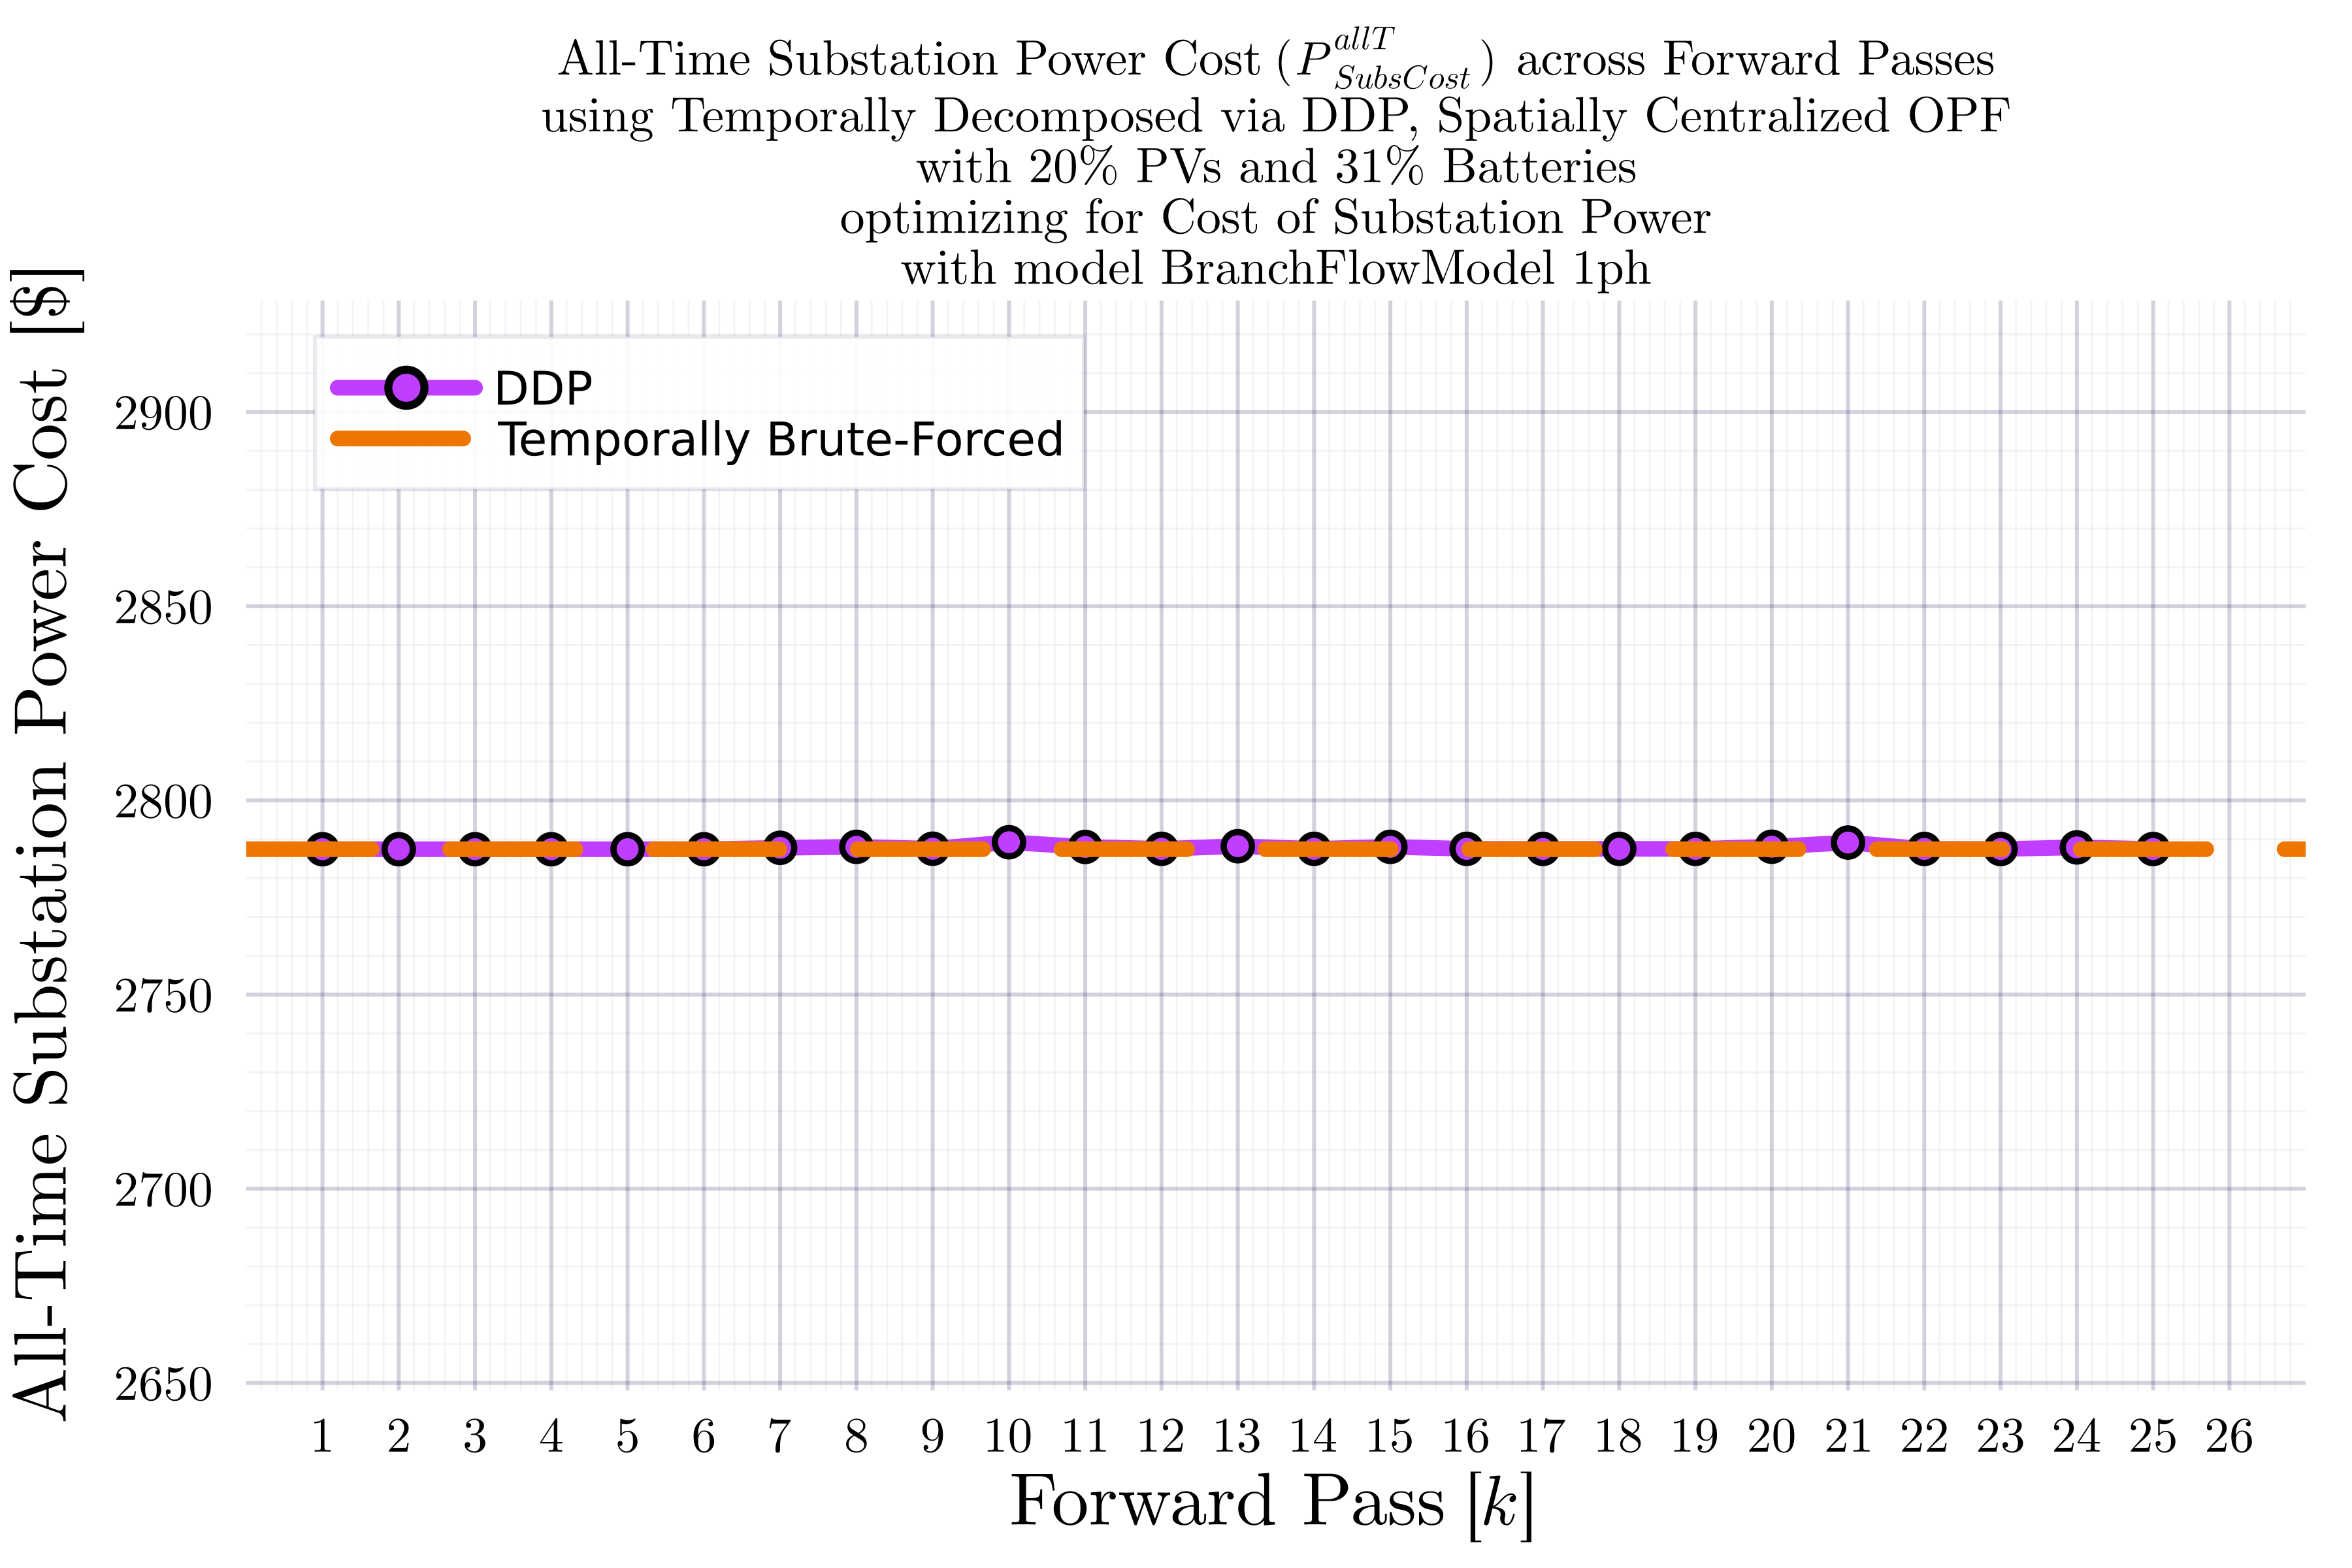 All-Time Substation Power Cost (P^{allT}_{SubsCost}) across Forward Passes
using Temporally Decomposed via DDP, Spatially Centralized OPF
with 20% PVs and 31% Batteries
optimizing for Cost of Substation Power
with model BranchFlowModel 1ph
All-Time Substation Power Cost [$]
DDP
Temporally Brute-Forced
2900
2850
2800
2750
2700
2650
1 2 3 4 5 6 7 8 9 10 11 12 13 14 15 16 17 18 19 20 21 22 23 24 25 26
Forward Pass [k]